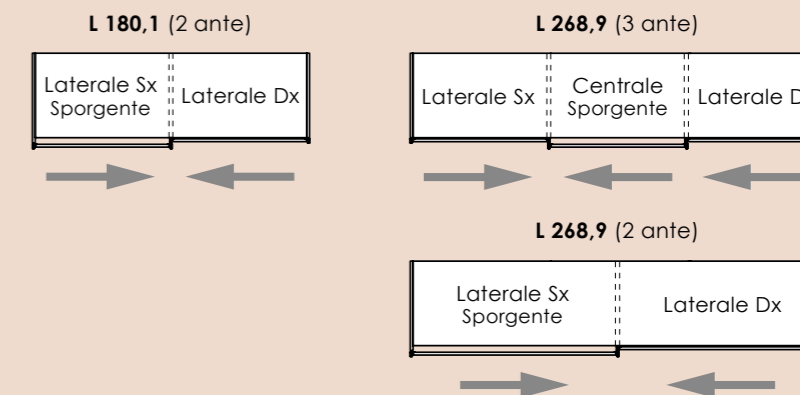 L 180,1 (2 ante)
Laterale Sx
Sporgente
Laterale Dx
L 268,9 (3 ante)
Laterale Sx
Centrale
Sporgente
Laterale D
L 268,9 (2 ante)
Laterale Sx
Sporgente
Laterale Dx